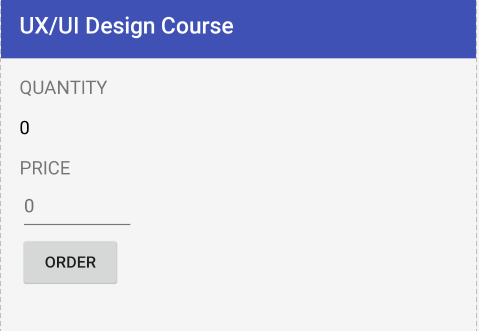 UX/UI Design Course
QUANTITY
0
PRICE
0
ORDER